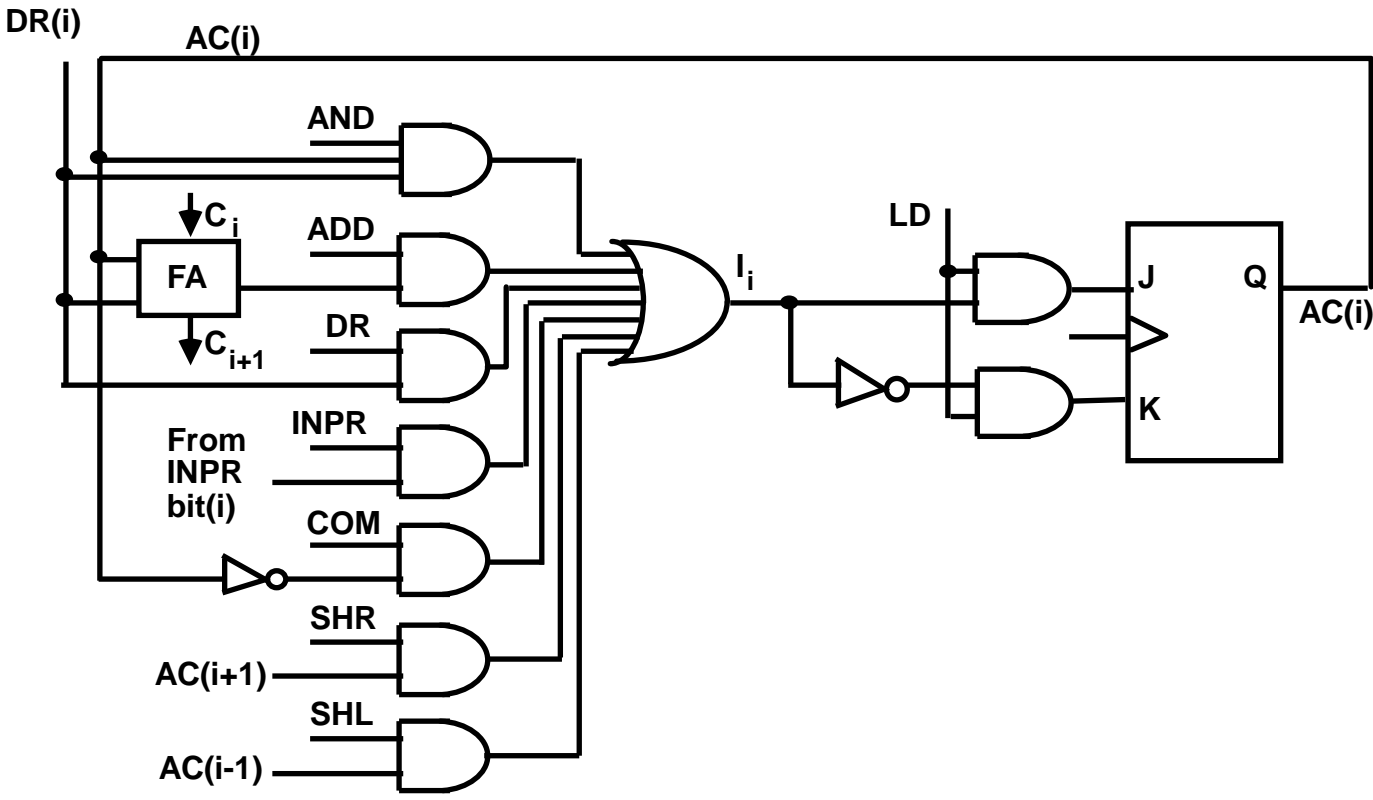 DR(i)
AC(i)
AND
C i
ADD
LD
FA
I i
J
Q
DR
AC(i)
C i+1
K
INPR
From
INPR
bit(i)
COM
SHR
AC(i+1)
SHL
AC(i-1)